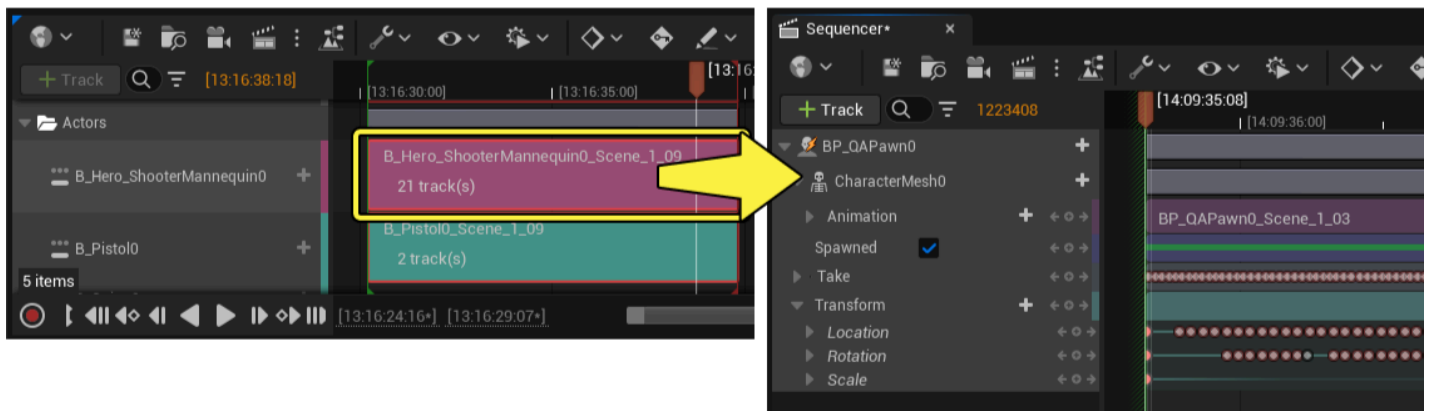 + Track
[13:16:38:18]
[13:16:30:00]
[13:16:35:00]
[13:16
Actors
B_Hero_ShooterMannequin0
B_Hero_ShooterMannequin0_Scene_1_09
21 track(s)
B_Pistol0
B_Pistol0_Scene_1_09
2 track(s)
5 items
[13:16:24:16*]
[13:16:29:07*]
Sequencer*
+ Track
1223408
[14:09:35:08]
[14:09:36:00]
BP_QAPawn0
CharacterMesh0
Animation
BP_QAPawn0_Scene_1_03
Spawned
Take
Transform
Location
Rotation
Scale